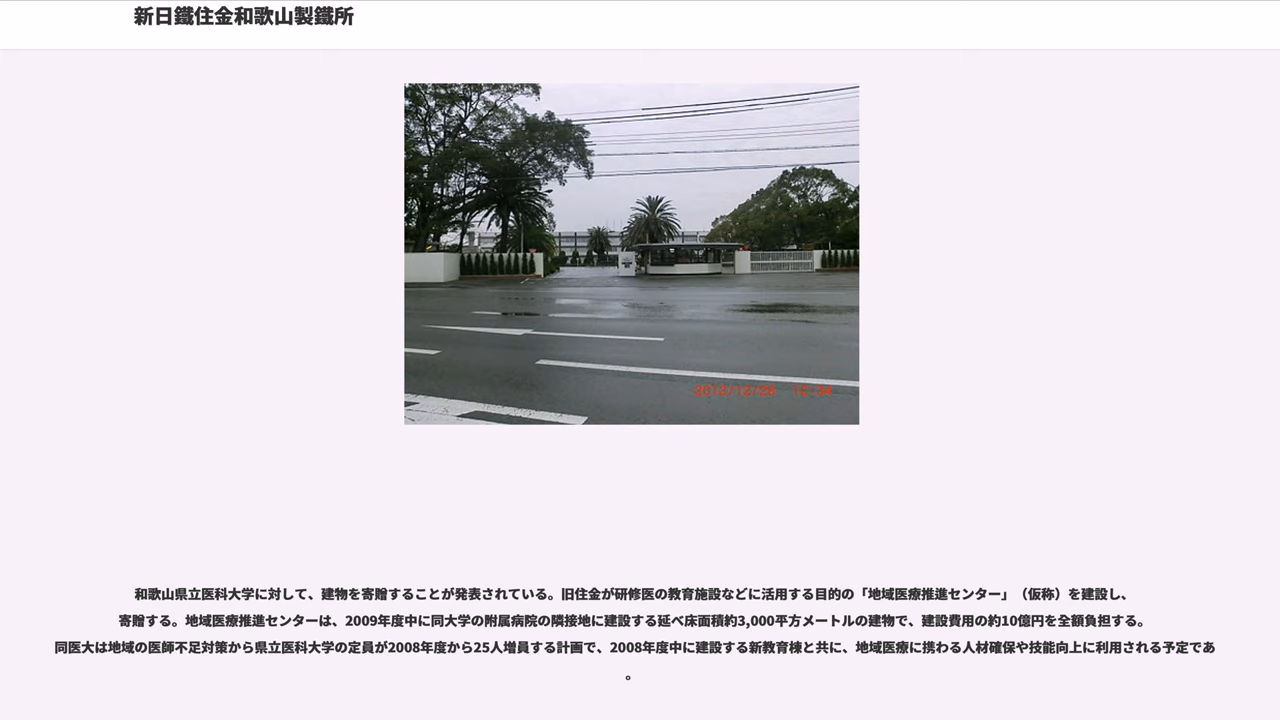 新日鐵住金和歌山製鐵所
和歌山県立医科大学に対して、建物を寄贈することが発表されている。旧住金が研修医の教育施設などに活用する目的の「地域医療推進センター」（仮称）を建設し、
寄贈する。地域医療推進センターは、2009年度中に同大学の附属病院の隣接地に建設する延べ床面積約3,000平方メートルの建物で、建設費用の約10億円を全額負担する。
同医大は地域の医師不足対策から県立医科大学の定員が2008年度から25人増員する計画で、2008年度中に建設する新教育棟と共に、地域医療に携わる人材確保や技能向上に利用される予定であ
。